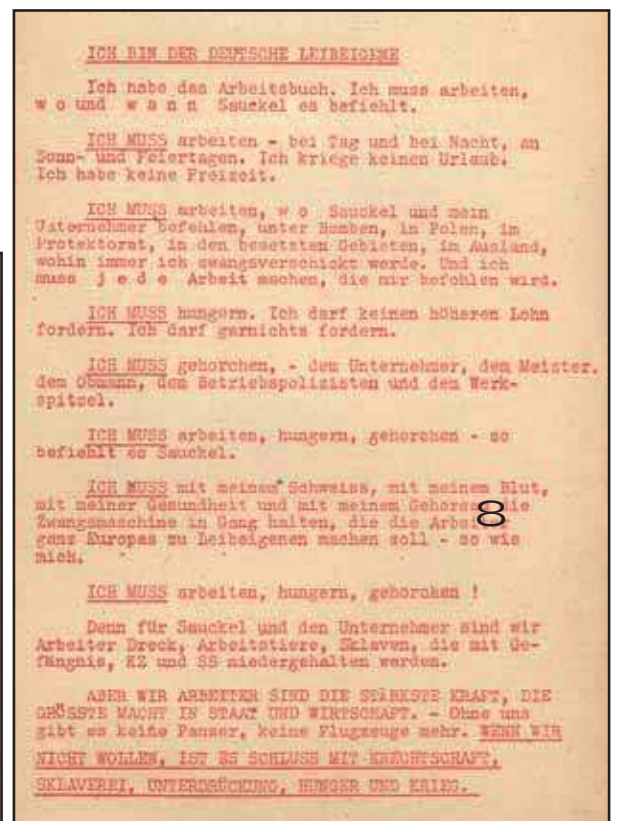 ICH BIN DER DEUTSCHE LEIBEIGENE
Ich habe das Arbeitsbuch. Ich muss arbeiten,
w o und w a n n Sauckel es befiehlt.
ICH MUSS arbeiten - bei Tag und bei Nacht, an
Sonn- und Feiertagen. Ich kriege keinen Urlaub.
Ich habe keine Freizeit.
ICH MUSS arbeiten, w o Sauckel und mein
Unternehmer befehlen, unter Bomben, in Polen, im
Protektorat, in den besetzten Gebieten, im Ausland,
wohin immer ich zwangsverschickt werde. Und ich
muss j e d e Arbeit machen, die mir befohlen wird.
ICH MUSS hungern. Ich darf keinen höheren Lohn
fordern. Ich darf garnichts fordern.
ICH MUSS gehorchen, - dem Unternehmer, dem Meister,
dem Obmann, dem Betriebspolizisten und dem Werk-
spitzel.
ICH MUSS arbeiten, hungern, gehorchen - so
befiehlt es Sauckel.
ICH MUSS mit meinem Schweiss, mit meinem Blut,
mit meiner Gesundheit und mit meinem die
8
Zwangsmaschine in Gang halten, die die
ganz Europas zu Leibeigenen machen soll - so wie
mich.
ICH MUSS arbeiten, hungern, gehorchen !
Denn für Sauckel und den Unternehmer sind wir
Arbeiter Dreck, Arbeitstiere, Sklaven, die mit Ge-
fängnis, KZ und SS niedergehalten werden.
ABER WIR ARBEITER SIND DIE STÄRKSTE KRAFT, DIE
GRÖSSTE MACHT IN STAAT UND WIRTSCHAFT. - Ohne uns
gibt es keine Panzer, keine Flugzeuge mehr. WENN WIR
NICHT WOLLEN, IST ES SCHLUSS MIT KNECHTSCHAFT,
SKLAVEREI, UNTERDRÜCKUNG, HUNGER UND KRIEG.